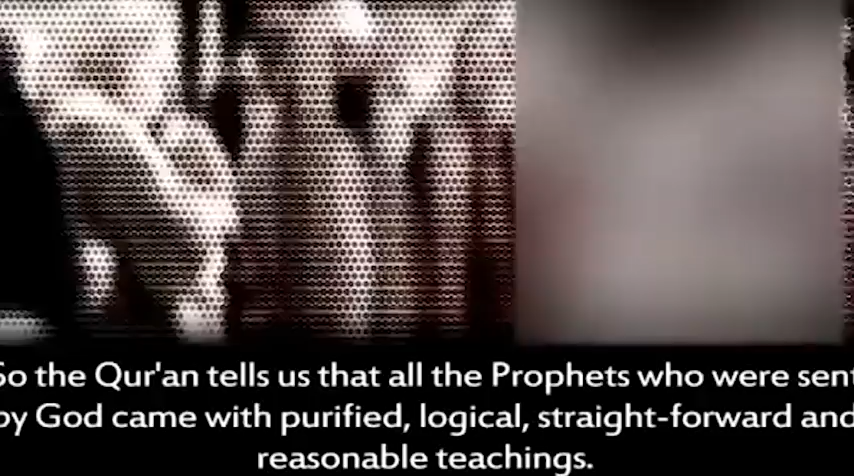 So the Qur'an tells us that all the Prophets who were sent
by God came with purified, logical, straight-forward and
reasonable teachings.